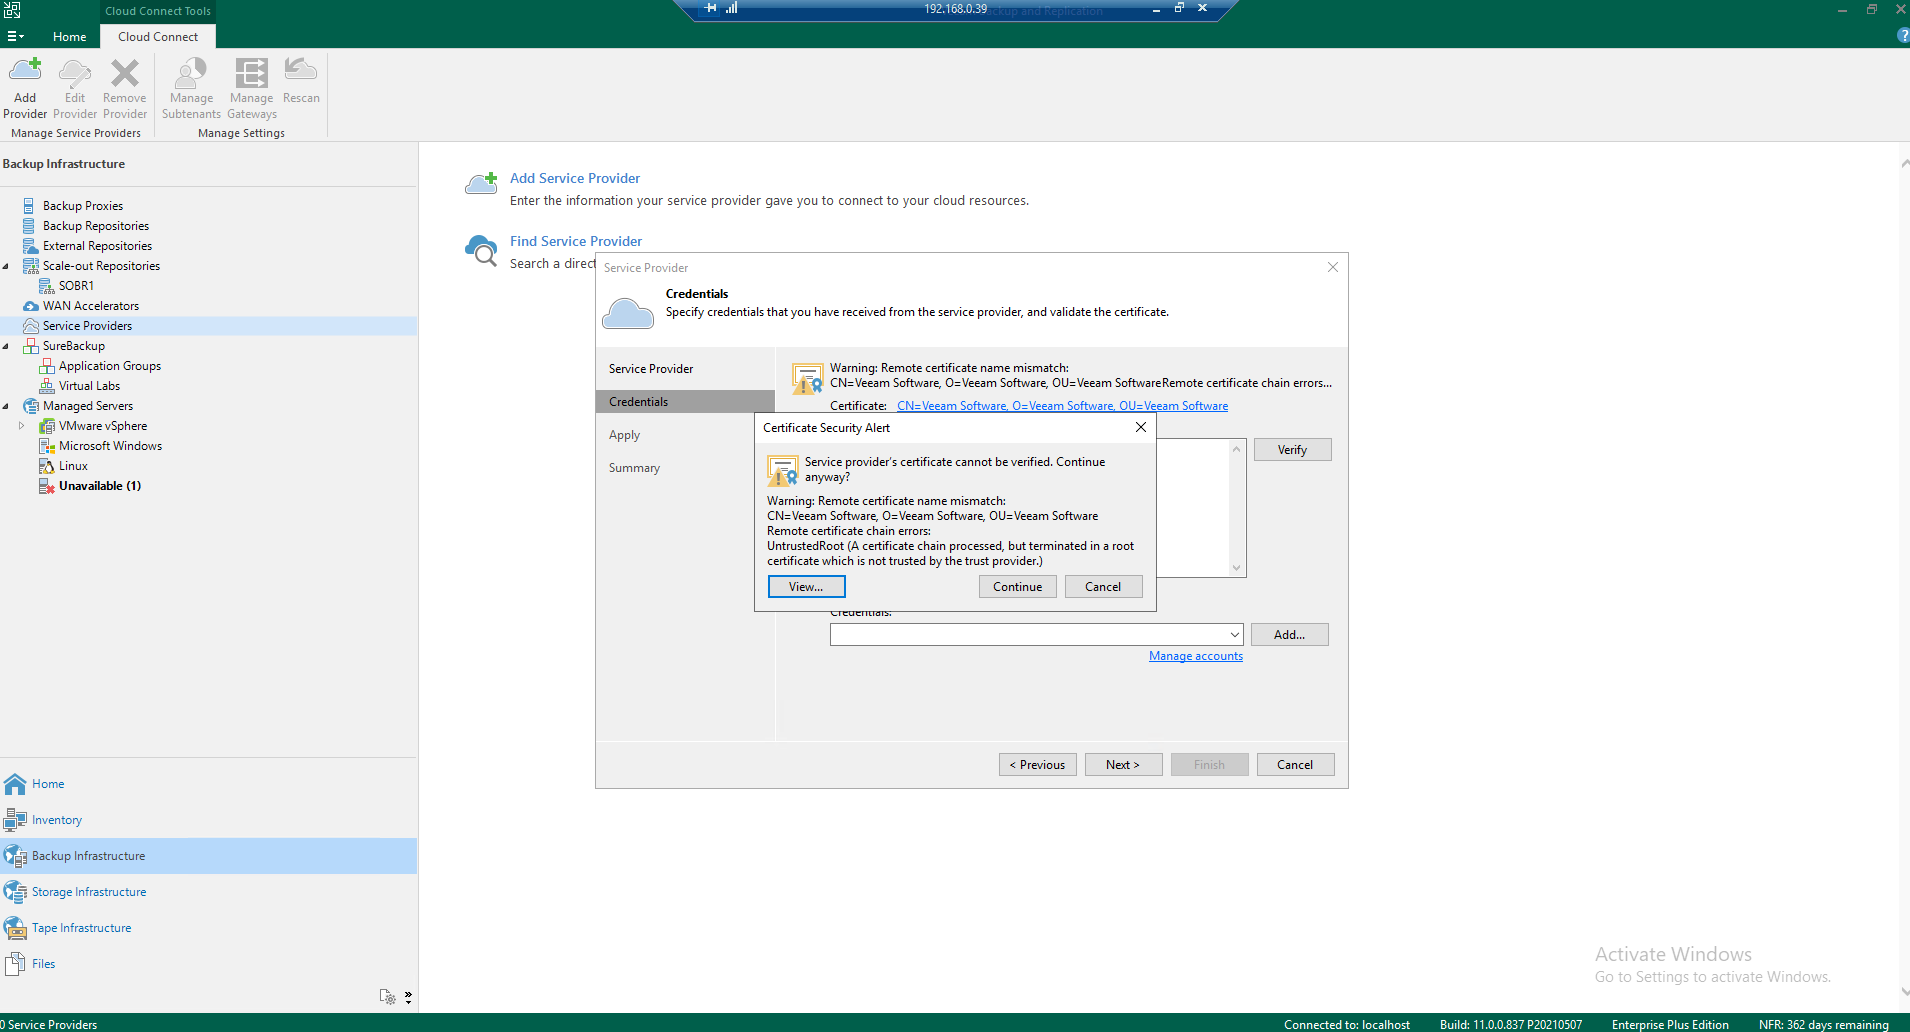 Cloud Connect Tools
192.168.0.39
Backup and Replication
Home
Cloud Connect
Add Provider
Edit Provider
Remove Provider
Manage Subtenants
Manage Gateways
Rescan
Manage Service Providers
Manage Settings
Backup Infrastructure
Backup Proxies
Backup Repositories
External Repositories
Scale-out Repositories
SOBR1
WAN Accelerators
Service Providers
SureBackup
Application Groups
Virtual Labs
Managed Servers
VMware vSphere
Microsoft Windows
Linux
Unavailable (1)
Home
Inventory
Backup Infrastructure
Storage Infrastructure
Tape Infrastructure
Files
Add Service Provider
Enter the information your service provider gave you to connect to your cloud resources.
Find Service Provider
Search a direct
Service Provider
Credentials
Specify credentials that you have received from the service provider, and validate the certificate.
Service Provider
Credentials
Apply
Summary
Warning: Remote certificate name mismatch:
CN=Veeam Software, O=Veeam Software, OU=Veeam SoftwareRemote certificate chain errors...
Certificate: CN=Veeam Software, O=Veeam Software, OU=Veeam Software
Verify
Certificate Security Alert
Service provider's certificate cannot be verified. Continue
anyway?
Warning: Remote certificate name mismatch:
CN=Veeam Software, O=Veeam Software, OU=Veeam Software
Remote certificate chain errors:
UntrustedRoot (A certificate chain processed, but terminated in a root
certificate which is not trusted by the trust provider.)
View...
Continue
Cancel
Credentials:
Add...
Manage accounts
< Previous
Next >
Finish
Cancel
Activate Windows
Go to Settings to activate Windows.
0 Service Providers
Connected to: localhost
Build: 11.0.0.837 P20210507
Enterprise Plus Edition
NFR: 362 days remaining